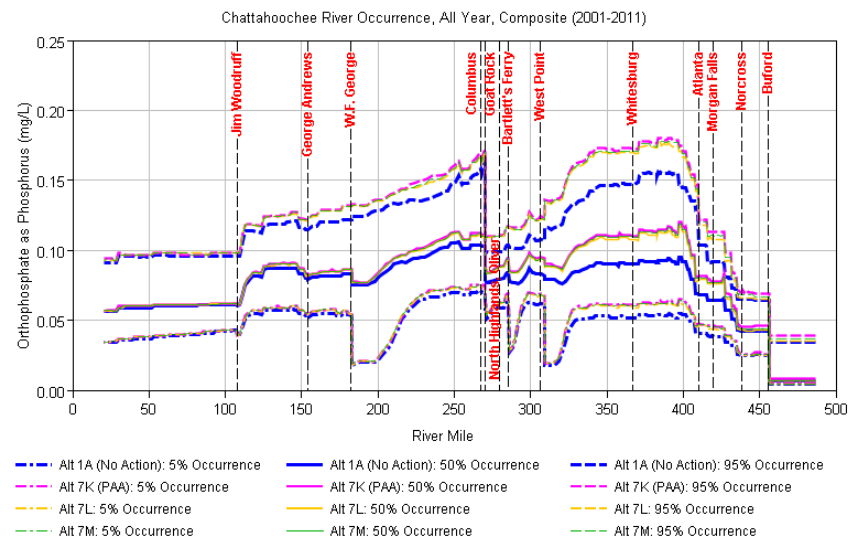 Chattahoochee River Occurrence, All Year, Composite (2001-2011)
Orthophosphate as Phosphorus (mg/L)
0.25
0.20
0.15
0.10
0.05
0.00
Jim Woodruff
George Andrews
W.F. George
Columbus
Goat Rock
Bartlett's Ferry
West Point
Whitesburg
Atlanta
Morgan Falls
Norcross
Buford
North Highlands
Oliver
0 50 100 150 200 250 300 350 400 450 500
River Mile
Alt 1A (No Action): 5% Occurrence Alt 1A (No Action): 50% Occurrence Alt 1A (No Action): 95% Occurrence
Alt 7K (PAA): 5% Occurrence Alt 7K (PAA): 50% Occurrence Alt 7K (PAA): 95% Occurrence
Alt 7L: 5% Occurrence Alt 7L: 50% Occurrence Alt 7L: 95% Occurrence
Alt 7M: 5% Occurrence Alt 7M: 50% Occurrence Alt 7M: 95% Occurrence